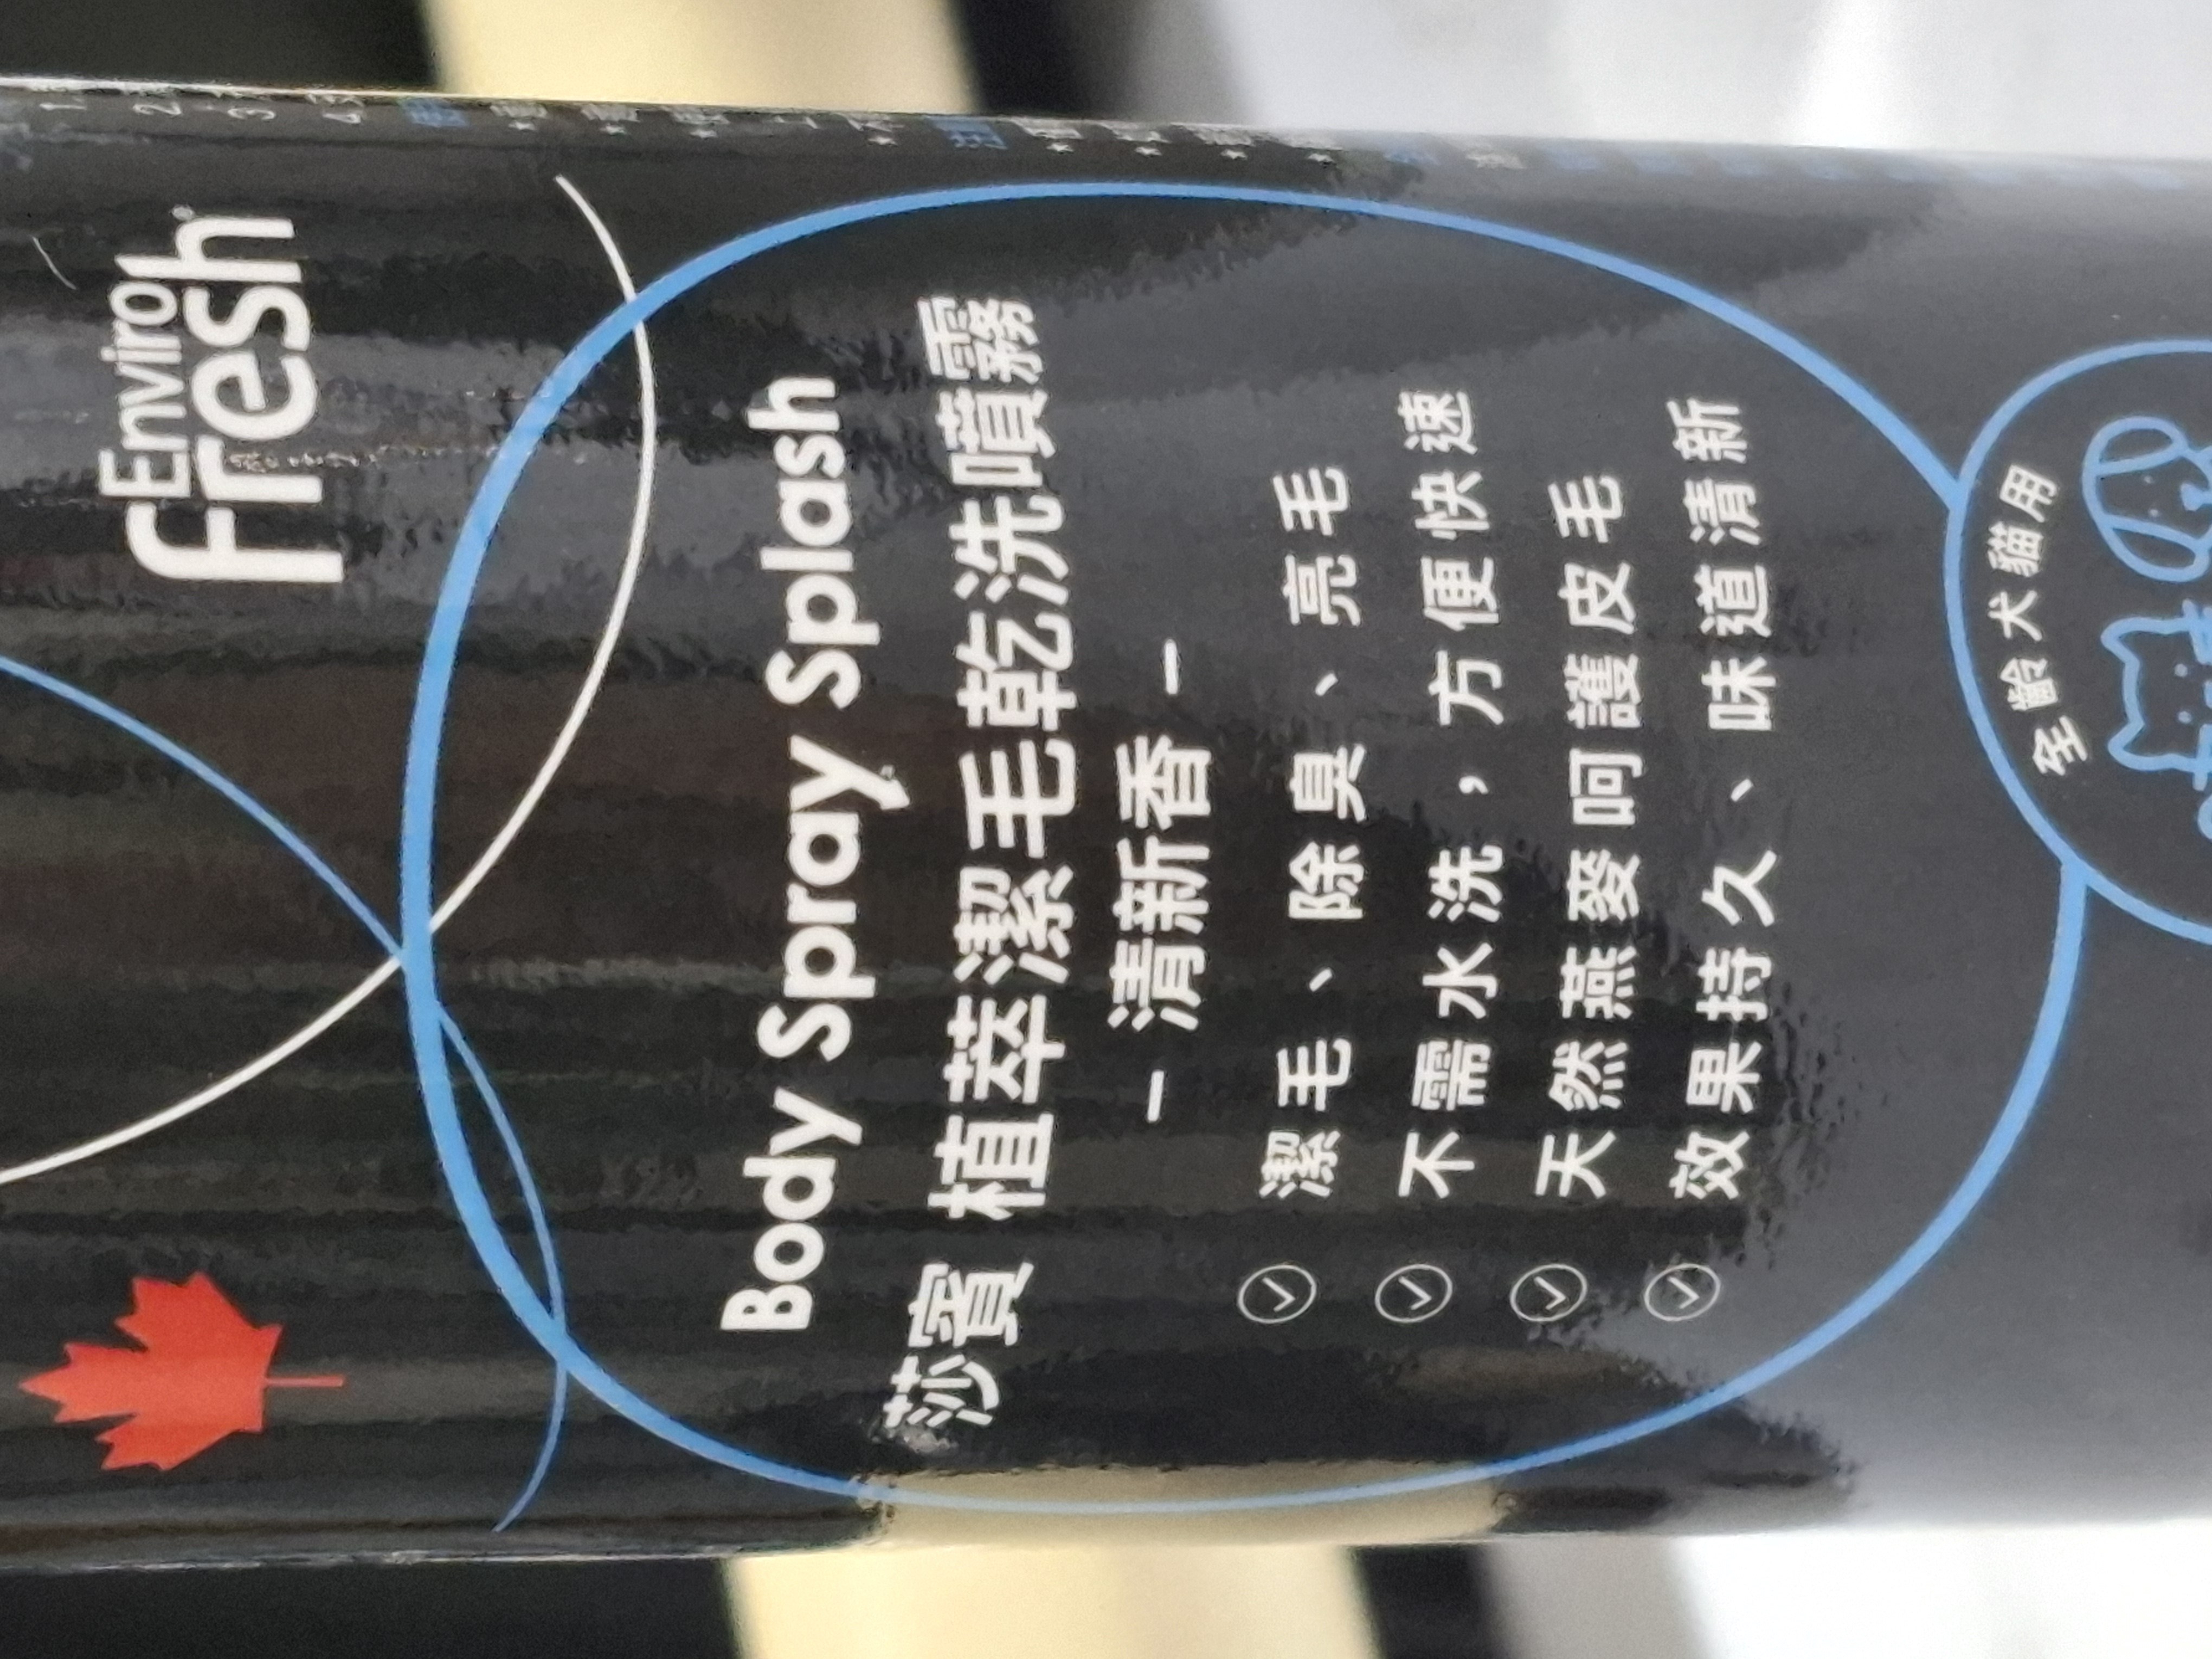 Enviro
Fresh
Body Spray Splash
莎賓 植萃潔毛乾洗噴霧
– 清新香 –
潔毛、除臭、亮毛
不需水洗，方便快速
天然燕麥呵護皮毛
效果持久、味道清新
全齡犬貓用